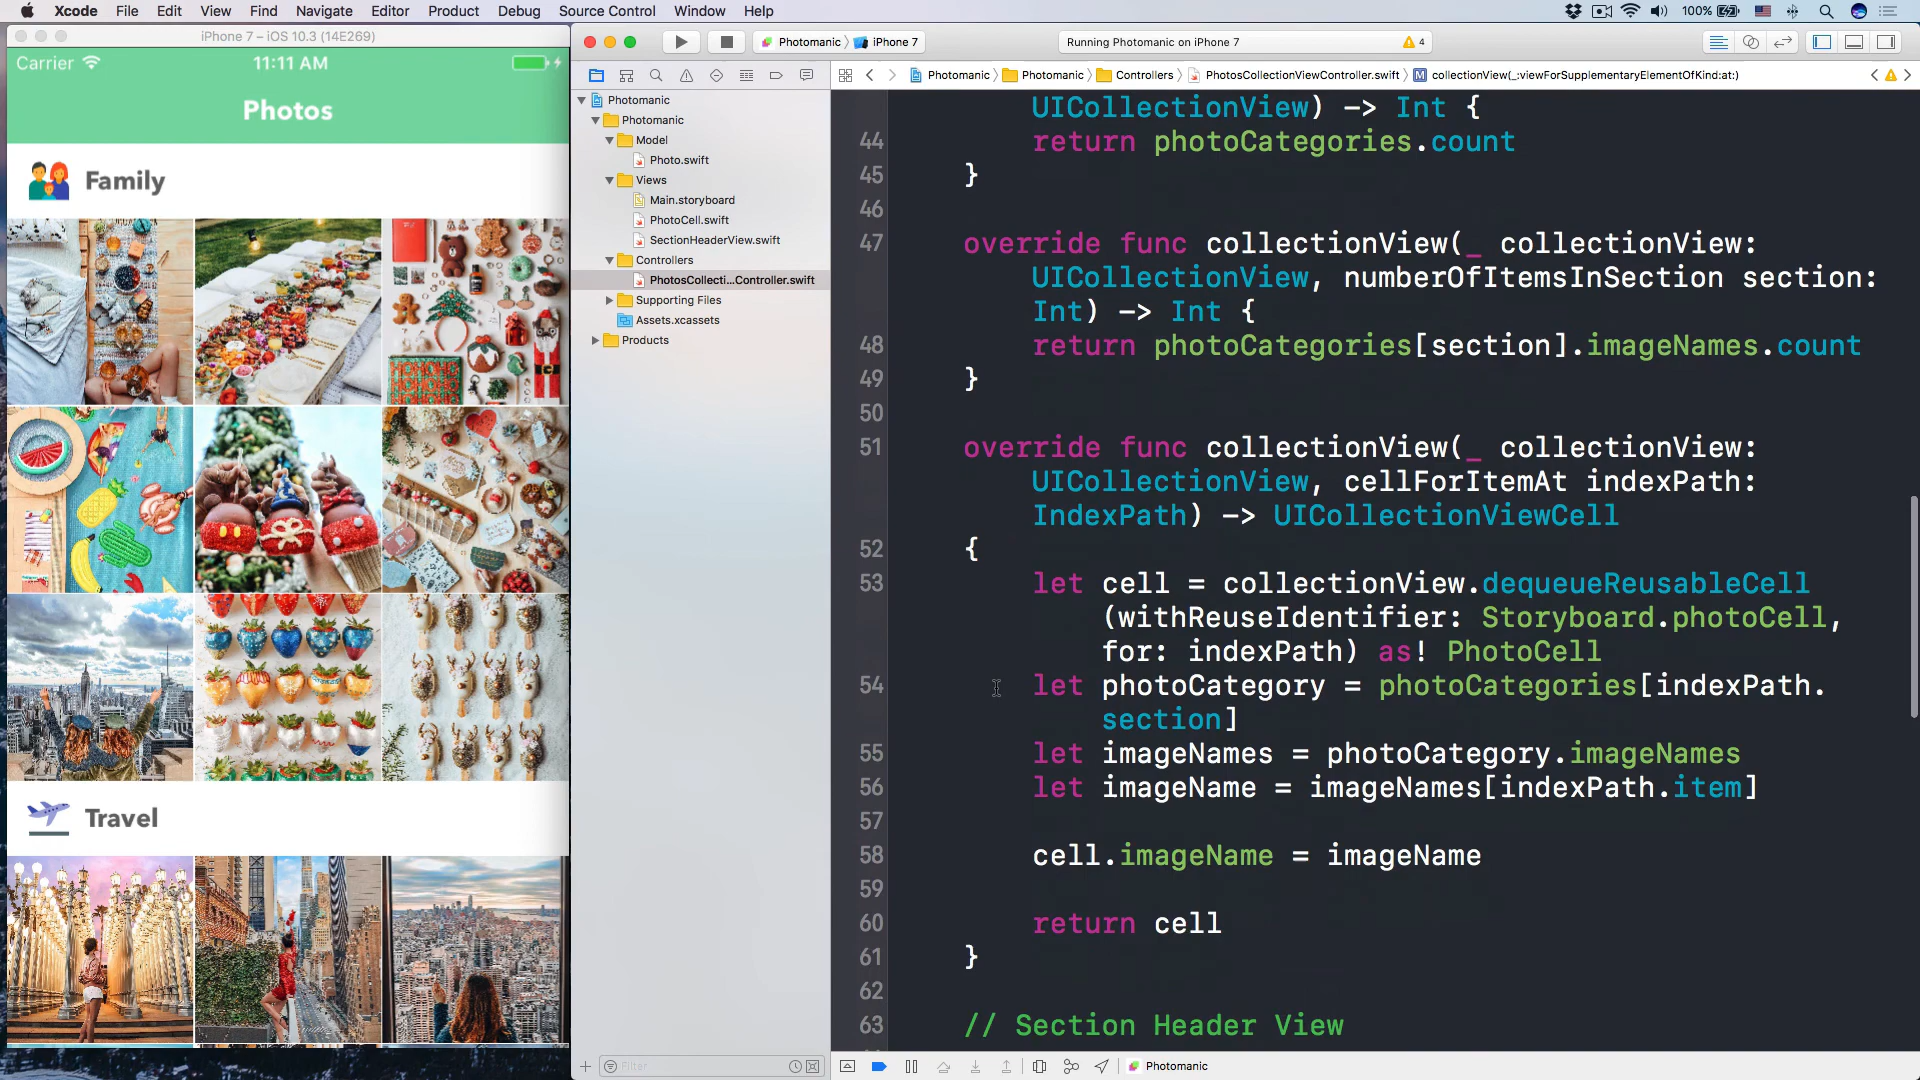 Xcode File Edit View Find Navigate Editor Product Debug Source Control Window Help
100%
iPhone 7 – iOS 10.3 (14E269)
Carrier 11:11 AM
Photos
Family
Travel
Photomanic iPhone 7
Running Photomanic on iPhone 7
4
Photomanic Photomanic Controllers PhotosCollectionViewController.swift collectionView(_:viewForSupplementaryElementOfKind:at:)
Photomanic
Photomanic
Model
Photo.swift
Views
Main.storyboard
PhotoCell.swift
SectionHeaderView.swift
Controllers
PhotosCollecti...Controller.swift
Supporting Files
Assets.xcassets
Products
Filter
UICollectionView) -> Int {
44 return photoCategories.count
45 }
46
47 override func collectionView(_ collectionView:
UICollectionView, numberOfItemsInSection section:
Int) -> Int {
48 return photoCategories[section].imageNames.count
49 }
50
51 override func collectionView(_ collectionView:
UICollectionView, cellForItemAt indexPath:
IndexPath) -> UICollectionViewCell
52 {
53 let cell = collectionView.dequeueReusableCell
(withReuseIdentifier: Storyboard.photoCell,
for: indexPath) as! PhotoCell
54 let photoCategory = photoCategories[indexPath.
section]
55 let imageNames = photoCategory.imageNames
56 let imageName = imageNames[indexPath.item]
57
58 cell.imageName = imageName
59
60 return cell
61 }
62
63 // Section Header View
Photomanic